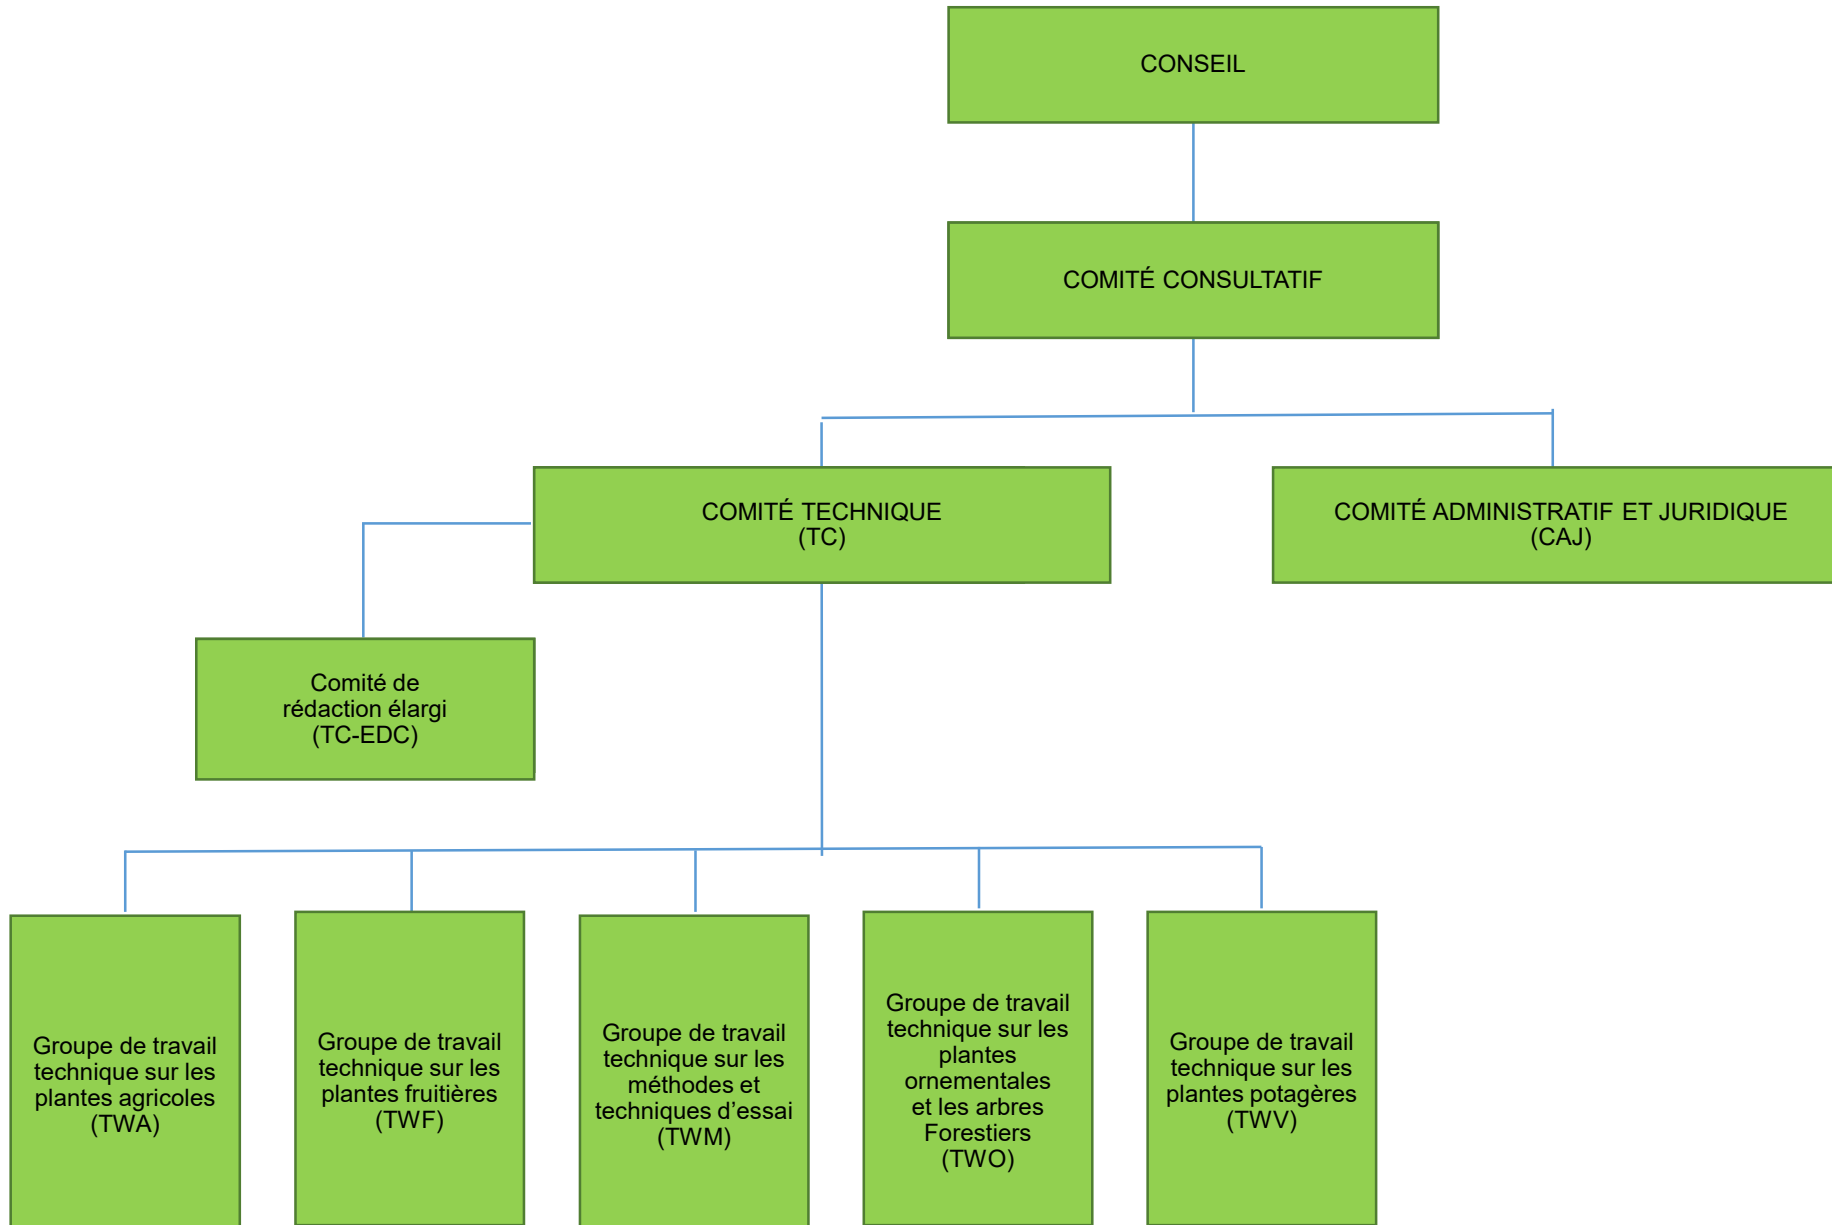 CONSEIL
COMITÉ CONSULTATIF
COMITÉ TECHNIQUE
(TC)
COMITÉ ADMINISTRATIF ET JURIDIQUE
(CAJ)
Comité de
rédaction élargi
(TC-EDC)
Groupe de travail
technique sur les
plantes agricoles
(TWA)
Groupe de travail
technique sur les
plantes fruitières
(TWF)
Groupe de travail
technique sur les
méthodes et
techniques d’essai
(TWM)
Groupe de travail
technique sur les
plantes
ornementales
et les arbres
Forestiers
(TWO)
Groupe de travail
technique sur les
plantes potagères
(TWV)